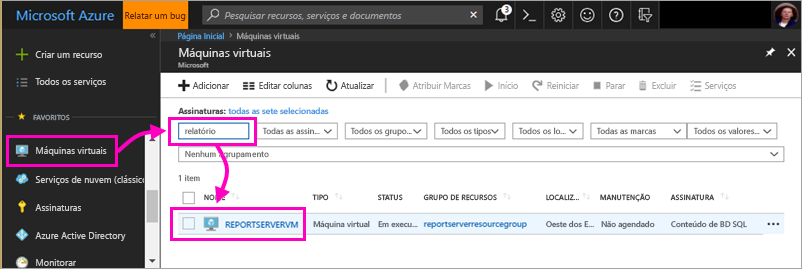 Microsoft Azure
Relatar um bug
Pesquisar recursos, serviços e documentos
3
Criar um recurso
Todos os serviços
FAVORITOS
Máquinas virtuais
Serviços de nuvem (clássico
Assinaturas
Azure Active Directory
Monitorar
Página Inicial > Máquinas virtuais
Máquinas virtuais
Microsoft
Adicionar Editar colunas Atualizar Atribuir Marcas Início Reiniciar Parar Excluir Serviços
Assinaturas: todas as sete selecionadas
relatório Todas as assin... Todos os grupo... Todos os tipos Todos os lo... Todas as marcas Todos os valores...
Nenhum agrupamento
1 item
NOME TIPO STATUS GRUPO DE RECURSOS LOCALIZ... MANUTENÇÃO ASSINATURA
REPORTSERVERVM Máquina virtual Em execu... reportserverresourcegroup Oeste dos E... Não agendado Conteúdo de BD SQL ...